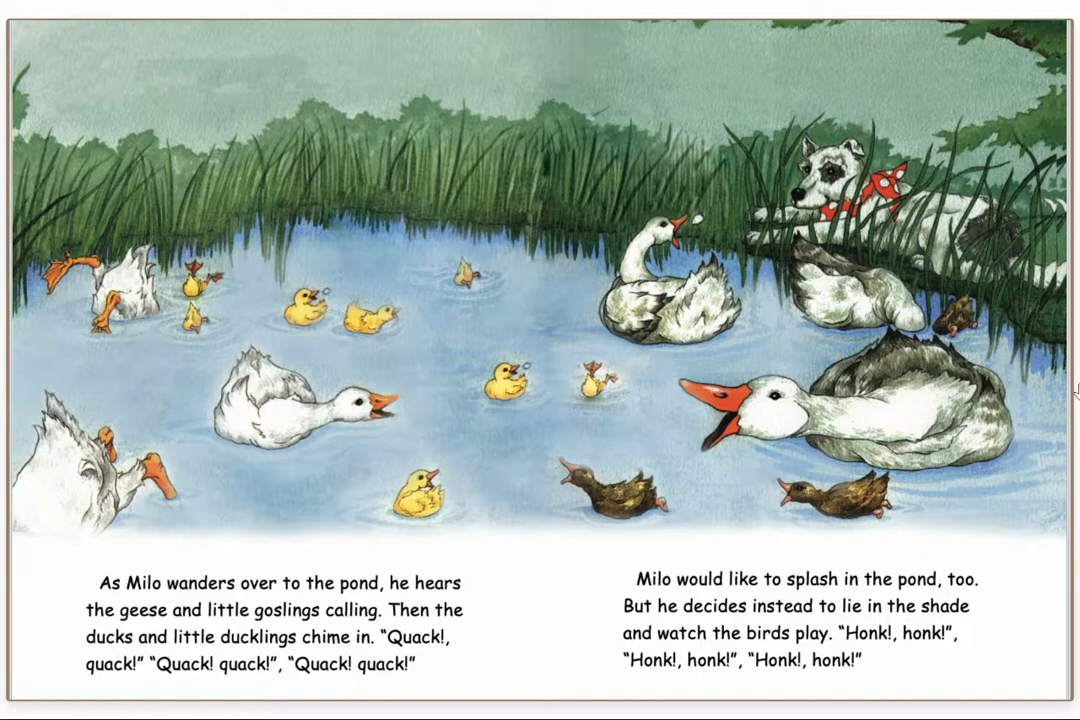 As Milo wanders over to the pond, he hears
the geese and little goslings calling. Then the
ducks and little ducklings chime in. “Quack!,
quack!” “Quack! quack!”, “Quack! quack!”
Milo would like to splash in the pond, too.
But he decides instead to lie in the shade
and watch the birds play. “Honk!, honk!”,
“Honk!, honk!”, “Honk!, honk!”